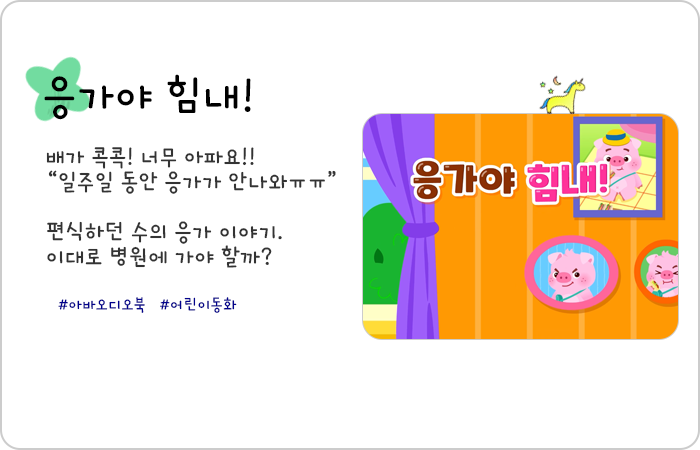 응가야 힘내!
배가 콕콕! 너무 아파요!!
“일주일 동안 응가가 안나와ㅠㅠ”
편식하던 수의 응가 이야기.
이대로 병원에 가야 할까?
#아바오디오북 #어린이동화
응가야 힘내!